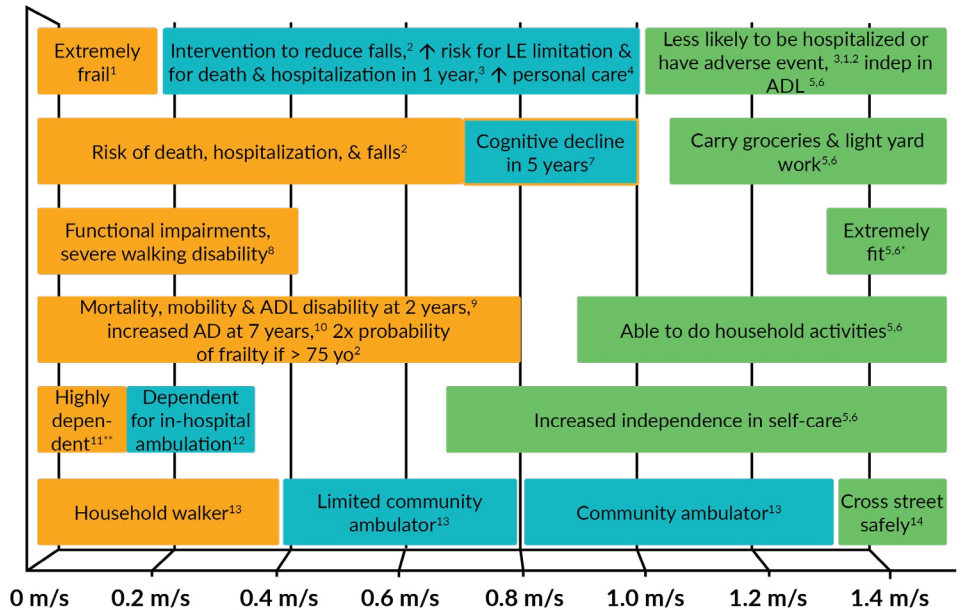 Extremely
frail1
Intervention to reduce falls,2 ↑ risk for LE limitation &
for death & hospitalization in 1 year,3 ↑ personal care4
Less likely to be hospitalized or
have adverse event, 3,1,2 indep in
ADL 5,6
Risk of death, hospitalization, & falls2
Cognitive decline
in 5 years7
Carry groceries & light yard
work5,6
Functional impairments,
severe walking disability8
Extremely
fit5,6*
Mortality, mobility & ADL disability at 2 years,9
increased AD at 7 years,10 2x probability
of frailty if > 75 yo2
Able to do household activities5,6
Highly
depen-
dent11**
Dependent
for in-hospital
ambulation12
Increased independence in self-care5,6
Household walker13
Limited community
ambulator13
Community ambulator13
Cross street
safely14
0 m/s 0.2 m/s 0.4 m/s 0.6 m/s 0.8 m/s 1.0 m/s 1.2 m/s 1.4 m/s